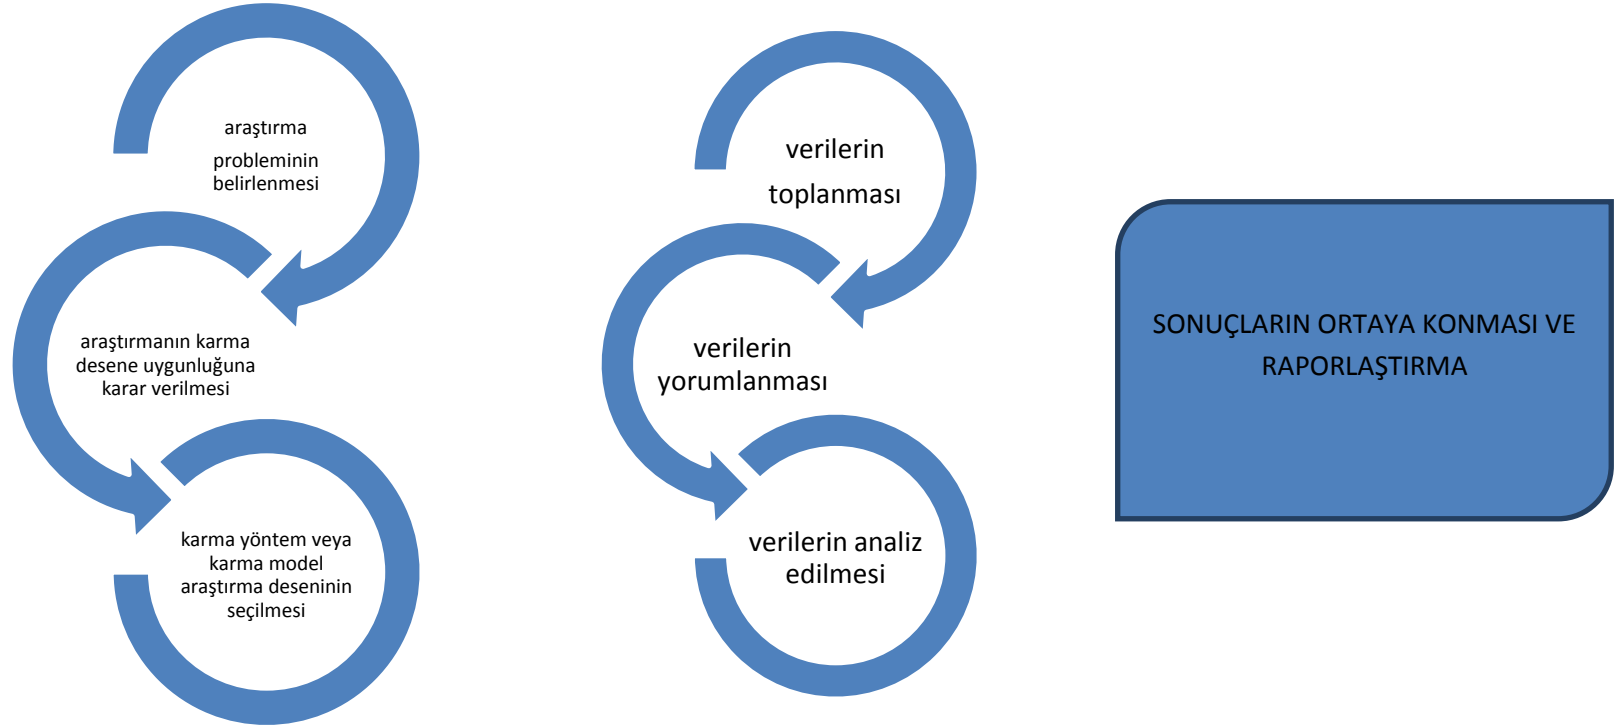 araştırma
probleminin
belirlenmesi
araştırmanın karma
desene uygunluğuna
karar verilmesi
karma yöntem veya
karma model
araştırma deseninin
seçilmesi
verilerin
toplanması
verilerin
yorumlanması
verilerin analiz
edilmesi
SONUÇLARIN ORTAYA KONMASI VE
RAPORLAŞTIRMA